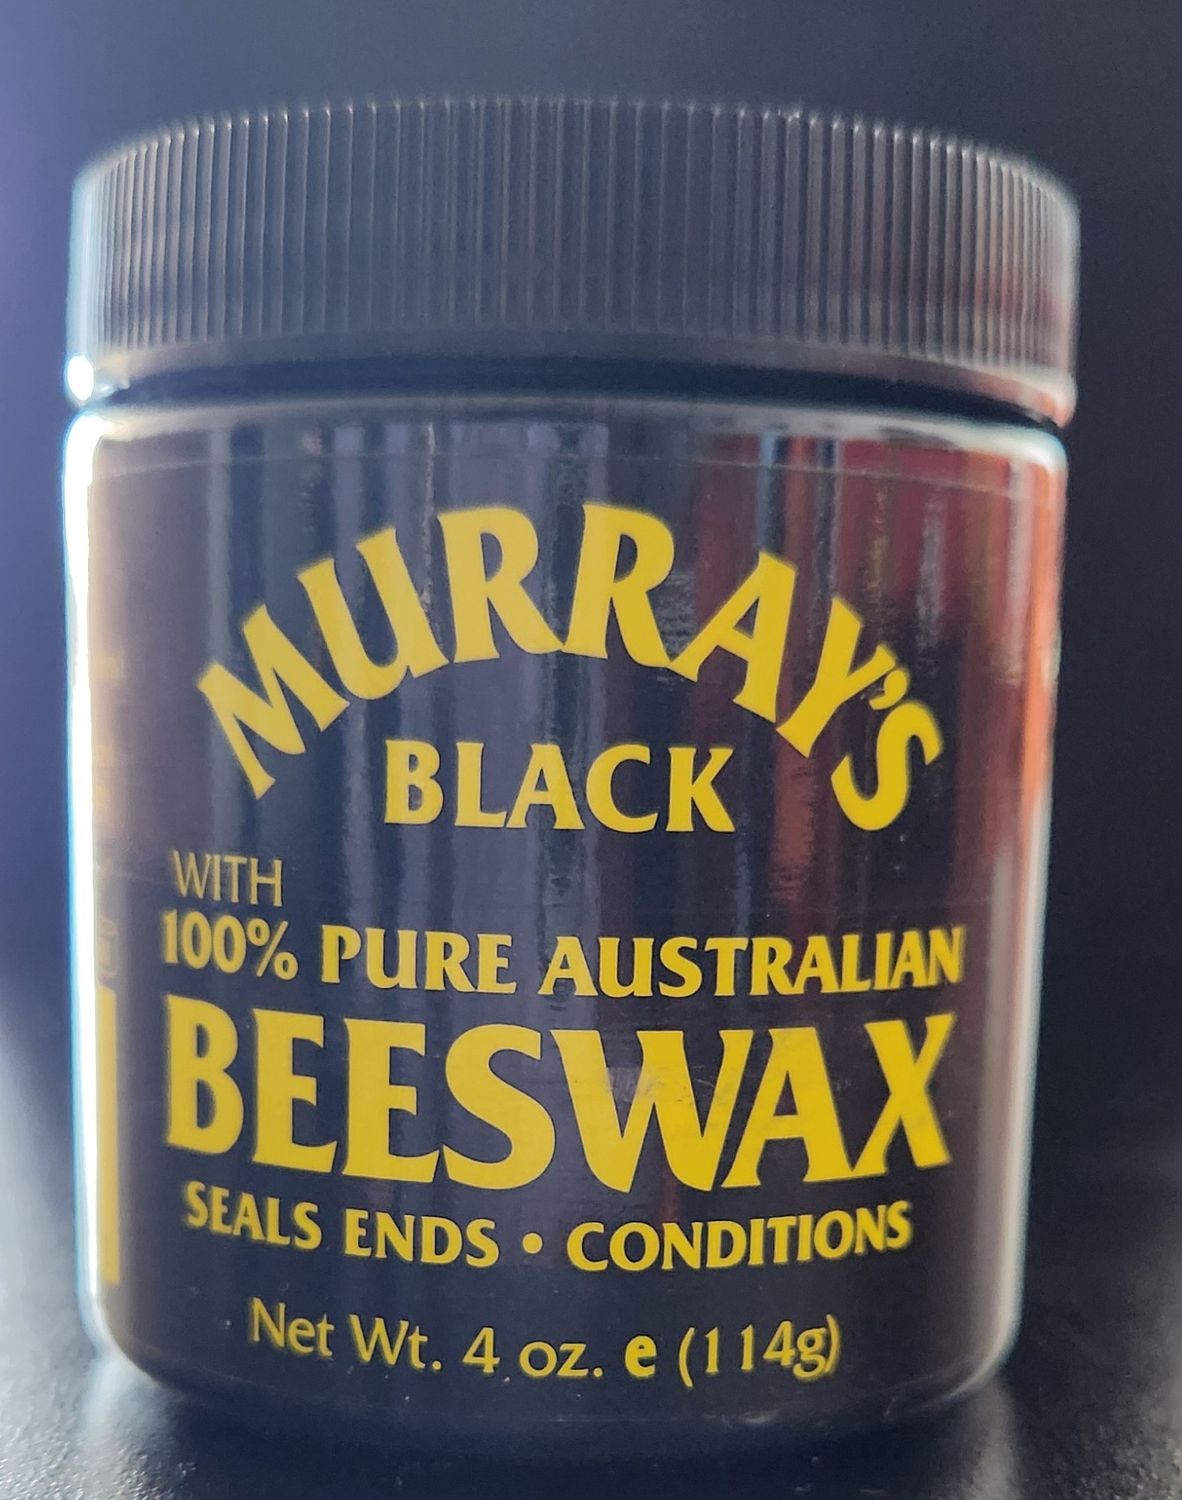 MURRAY'S
BLACK
WITH
100% PURE AUSTRALIAN
BEESWAX
SEALS ENDS • CONDITIONS
Net Wt. 4 oz. e (114g)